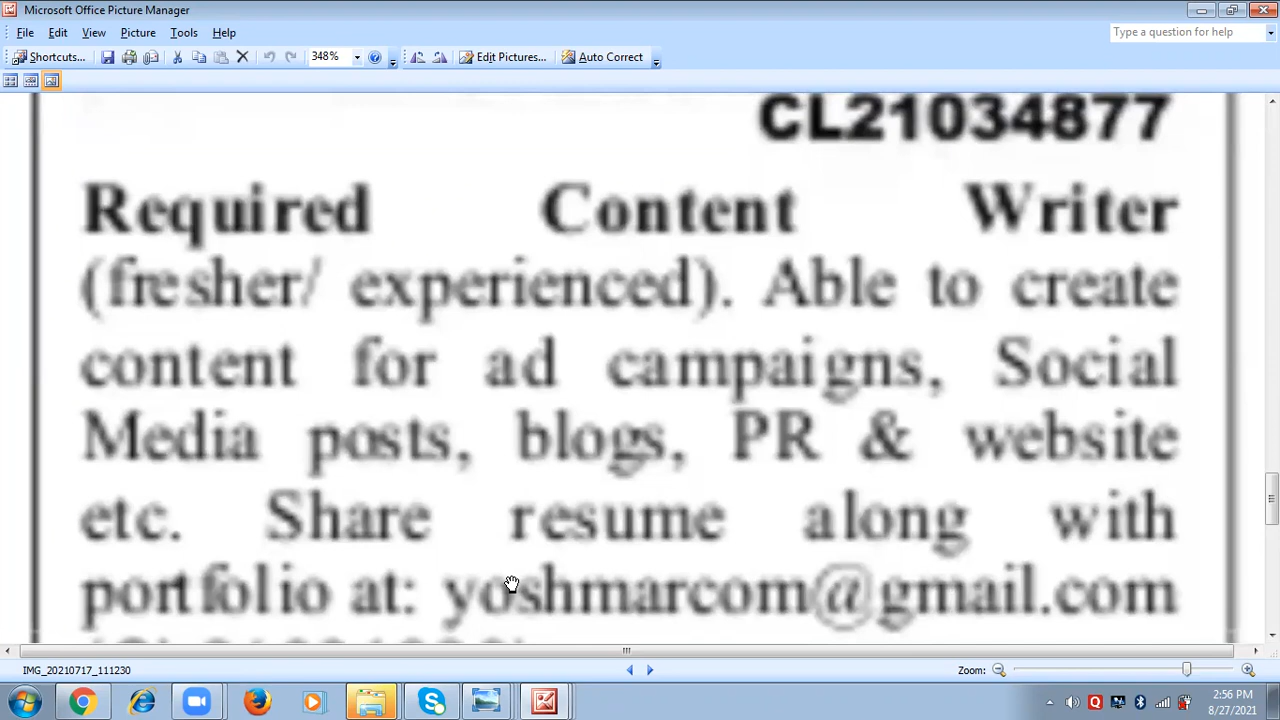 Microsoft Office Picture Manager
File Edit View Picture Tools Help
Type a question for help
Shortcuts...
348%
Edit Pictures...
Auto Correct
CL21034877
Required Content Writer
(fresher/ experienced). Able to create
content for ad campaigns, Social
Media posts, blogs, PR & website
etc. Share resume along with
portfolio at: yoshmarcom@gmail.com
IMG_20210717_111230
Zoom:
2:56 PM
8/27/2021